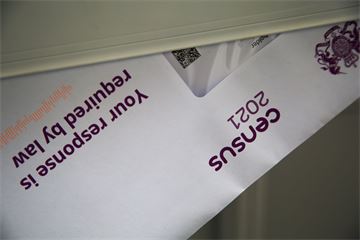 census
2021
Your response is
required by law